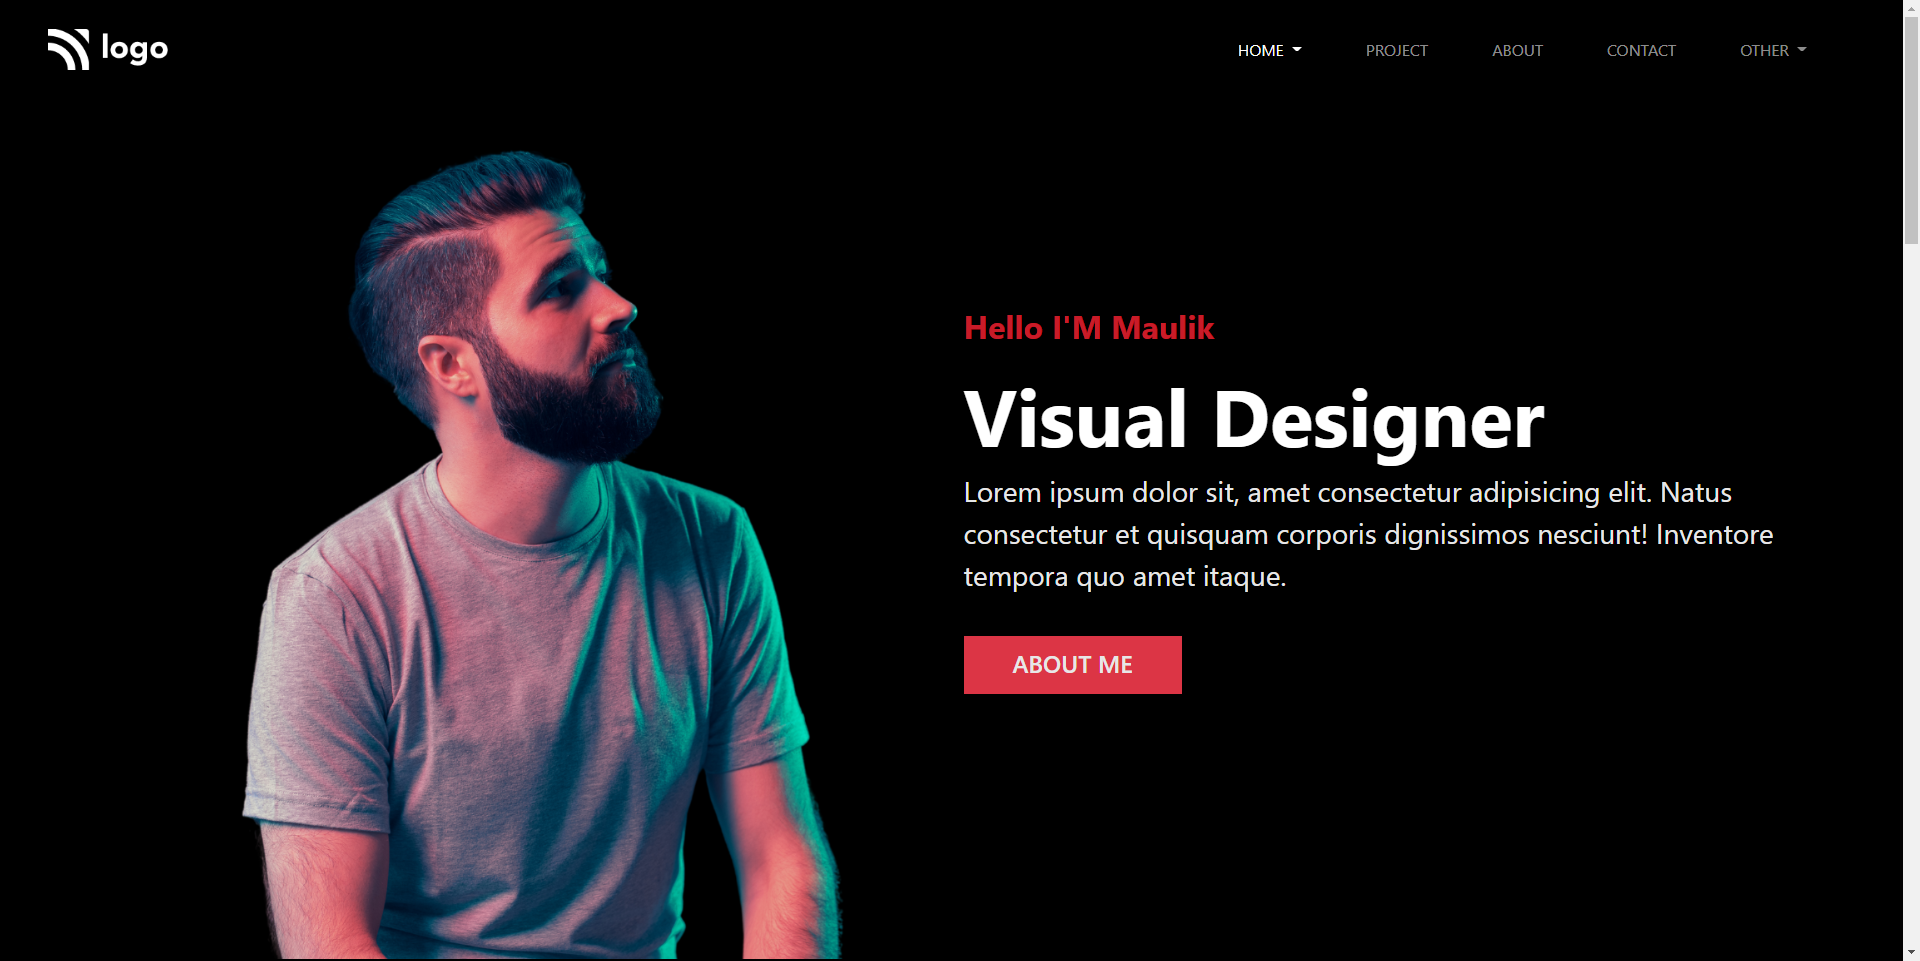 logo
HOME
PROJECT
ABOUT
CONTACT
OTHER
Hello I'M Maulik
Visual Designer
Lorem ipsum dolor sit, amet consectetur adipisicing elit. Natus
consectetur et quisquam corporis dignissimos nesciunt! Inventore
tempora quo amet itaque.
ABOUT ME